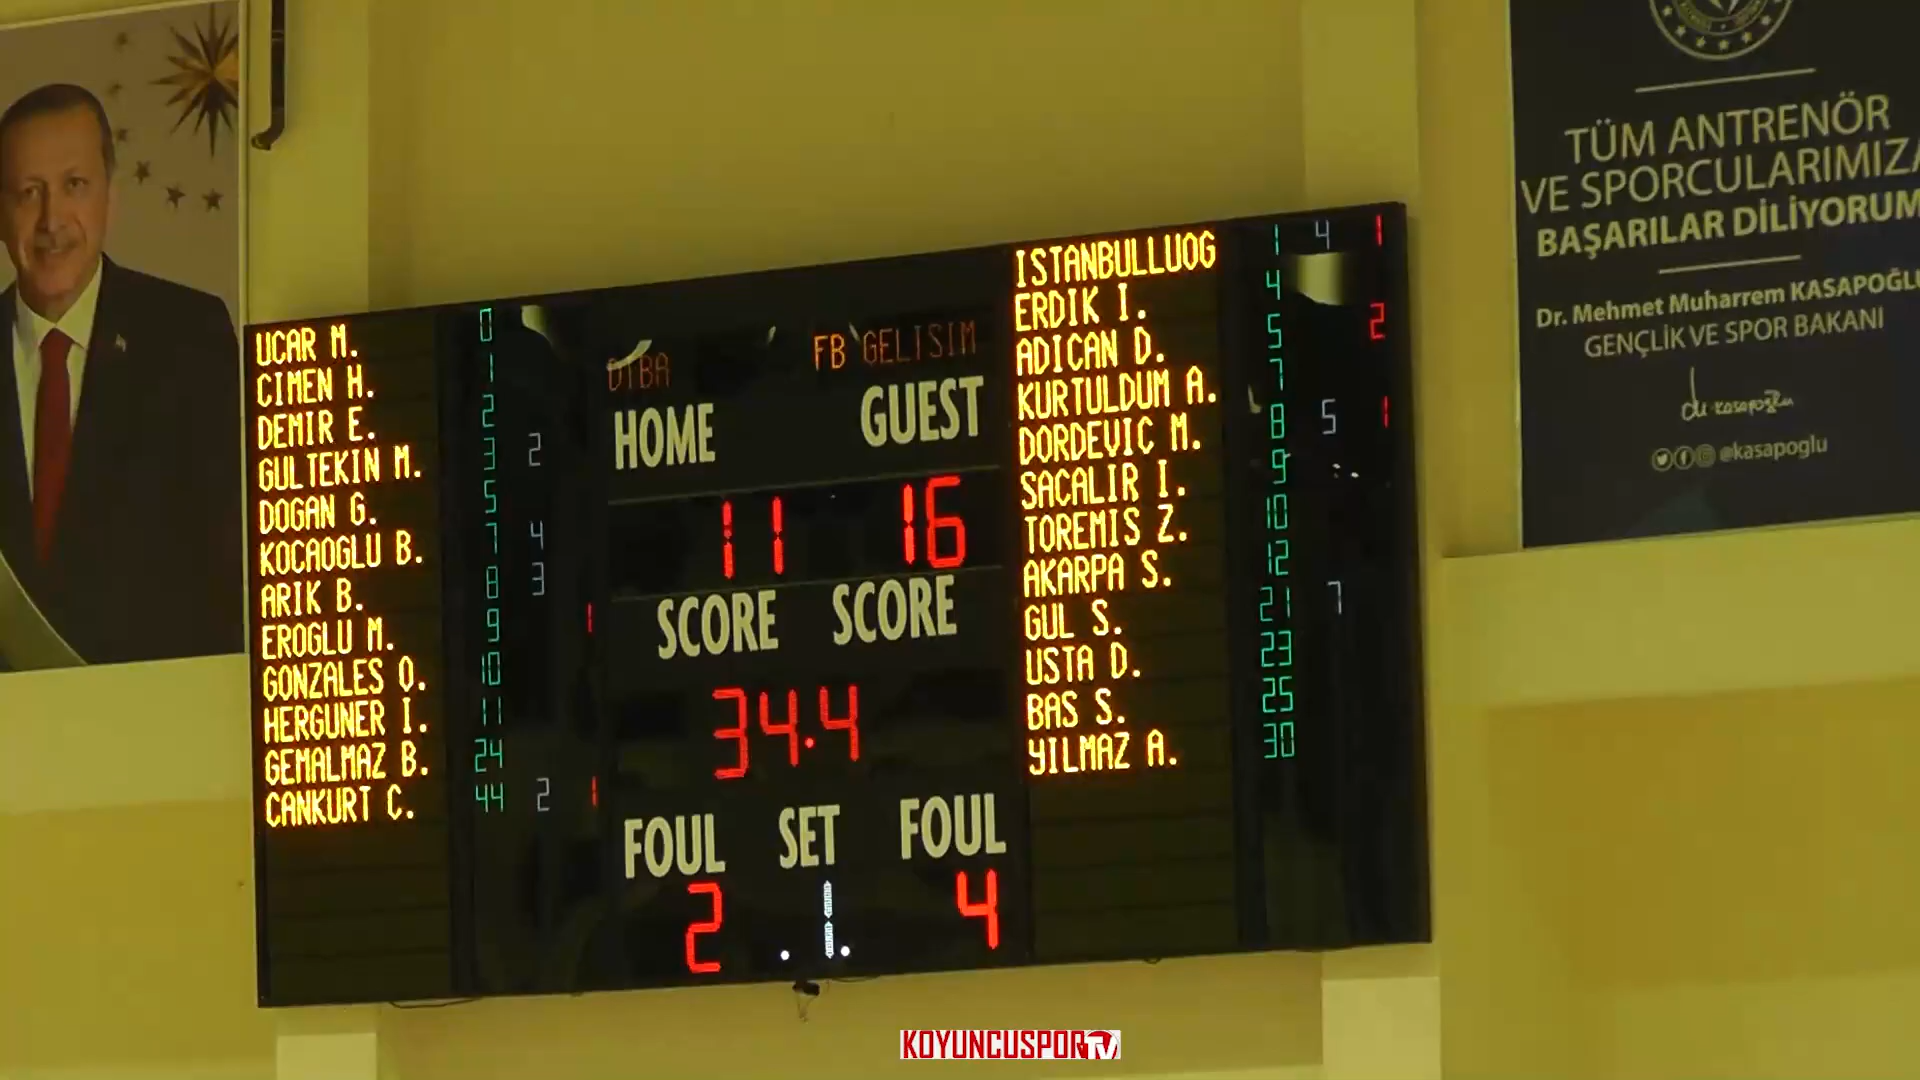 UCAR M. 0
CIMEN H. 1
DEMIR E. 2
GULTEKIN M. 3 2
DOGAN G. 5
KOCAOGLU B. 7 4
ARIK B. 8 3
EROGLU M. 9 1
GONZALES O. 10
HERGUNER I. 11
GEMALMAZ B. 24
CANKURT C. 44 2 1
FB GELISIM
HOME GUEST
11 16
SCORE SCORE
34.4
FOUL SET FOUL
2 1 4
ISTANBULLUOG 1 4 1
ERDIK I. 4
ADICAN D. 5 2
KURTULDUM A. 7
DORDEVIC M. 8 5 1
SACALIR I. 9
TOREMIS Z. 10
AKARPA S. 12
GUL S. 21 7
USTA D. 23
BAS S. 25
YILMAZ A. 30
TÜM ANTRENÖR
VE SPORCULARIMIZA
BAŞARILAR DİLİYORUM
Dr. Mehmet Muharrem KASAPOĞLU
GENÇLİK VE SPOR BAKANI
@kasapoglu
KOYUNCUSPOR TV